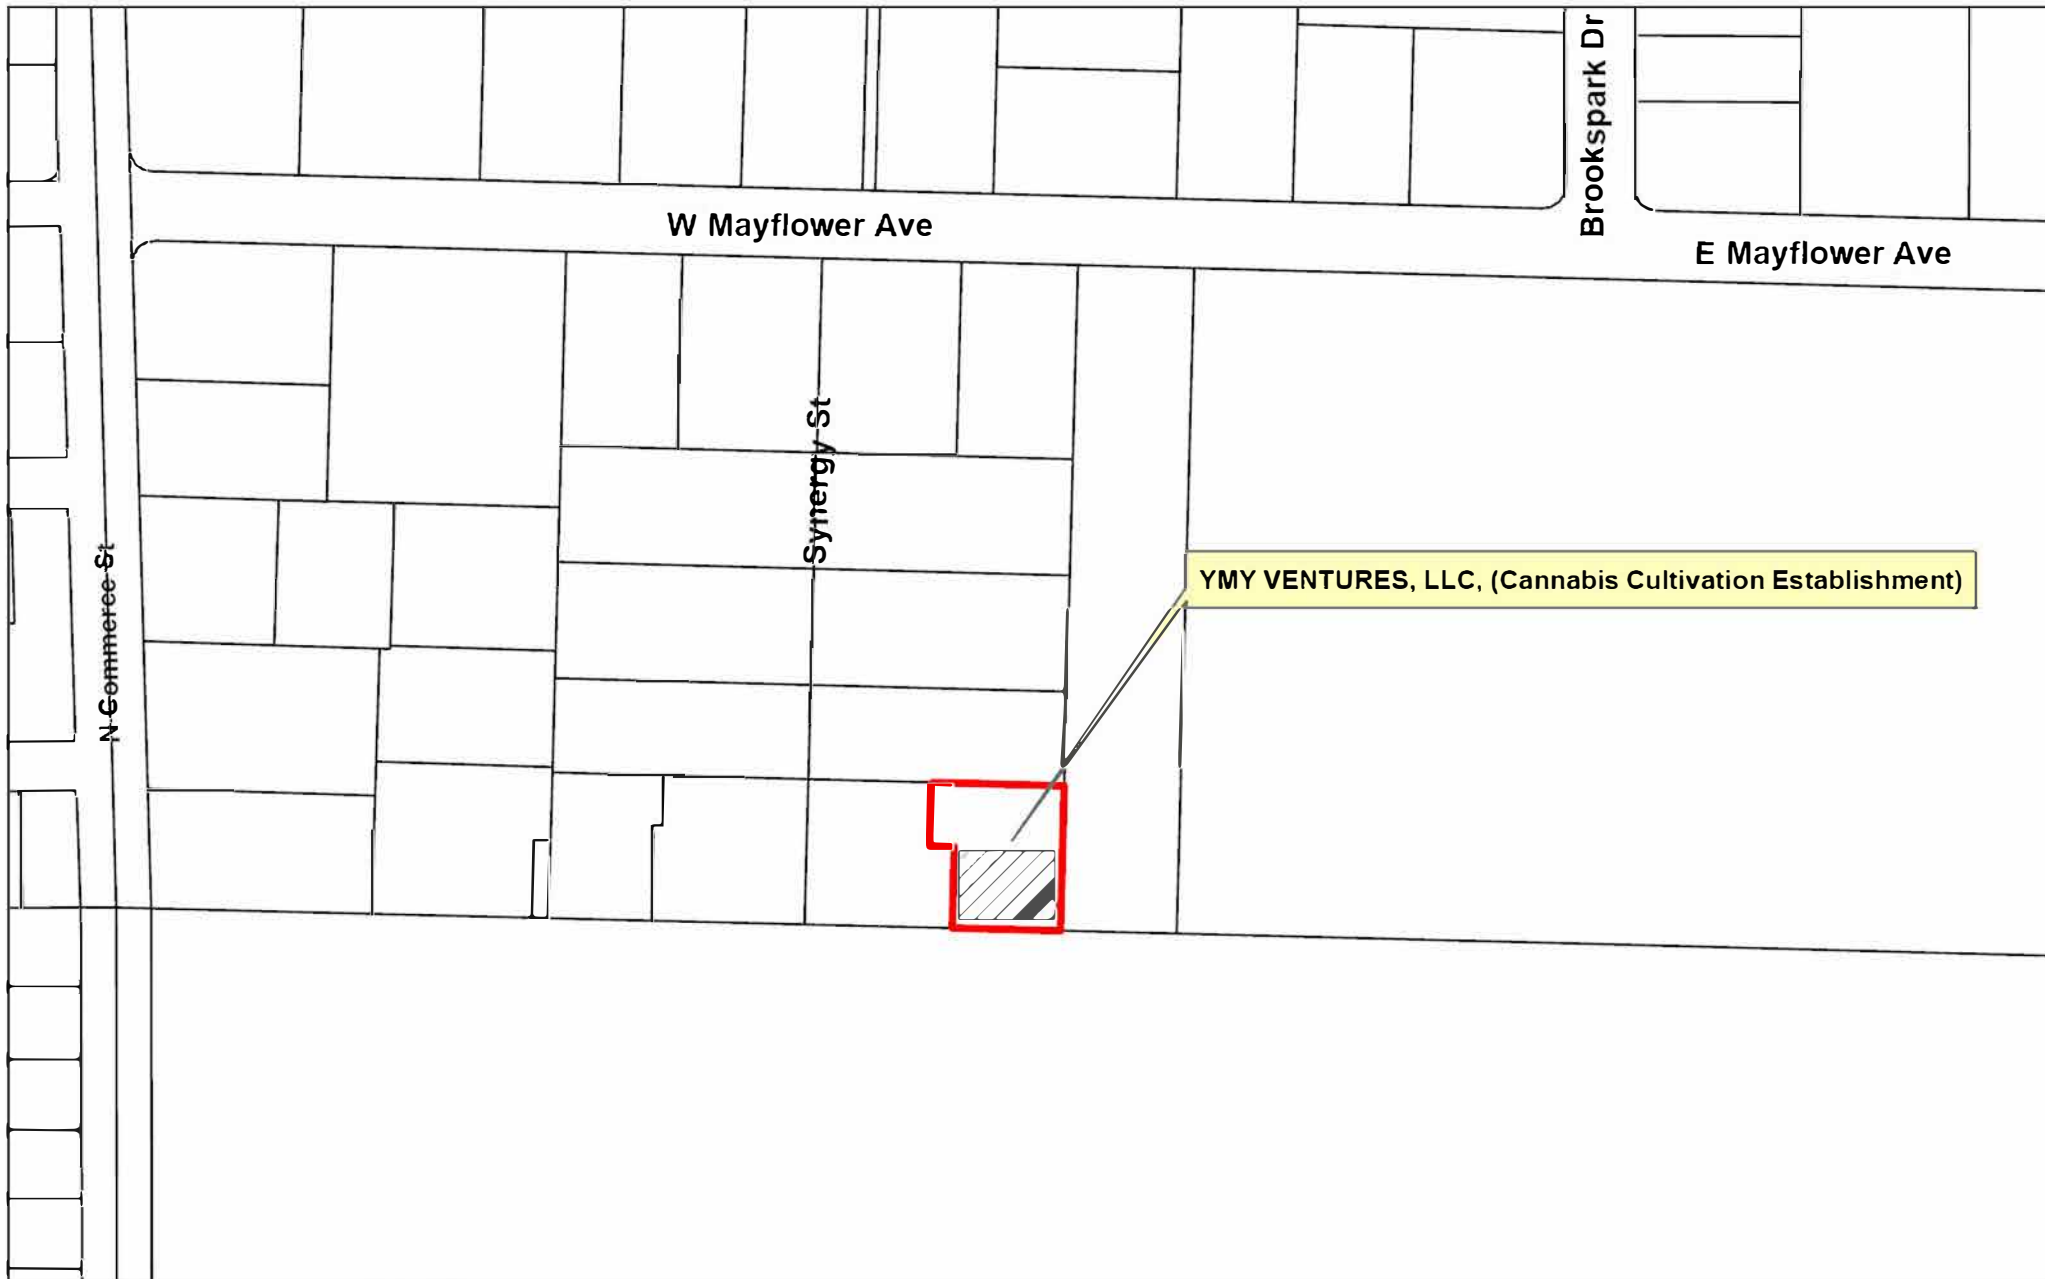 Brookspark Dr
W Mayflower Ave
E Mayflower Ave
Synergy St
N Commerce St
YMY VENTURES, LLC, (Cannabis Cultivation Establishment)